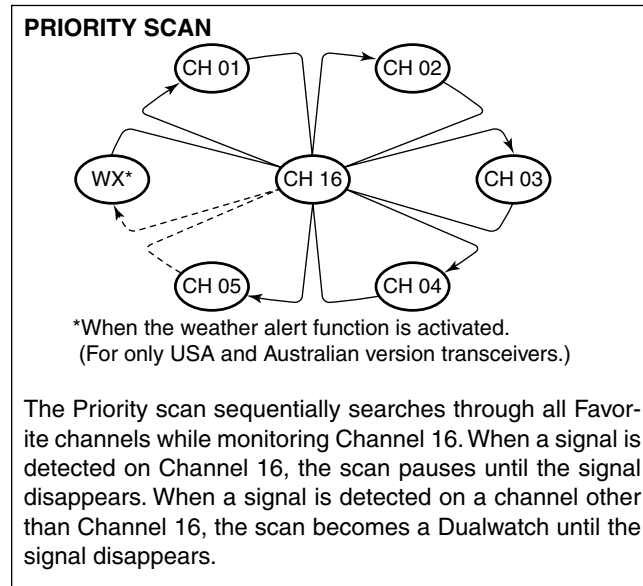 PRIORITY SCAN
CH 01
CH 02
WX*
CH 16
CH 03
CH 05
CH 04
*When the weather alert function is activated.
(For only USA and Australian version transceivers.)
The Priority scan sequentially searches through all Favor-
ite channels while monitoring Channel 16. When a signal is
detected on Channel 16, the scan pauses until the signal
disappears. When a signal is detected on a channel other
than Channel 16, the scan becomes a Dualwatch until the
signal disappears.